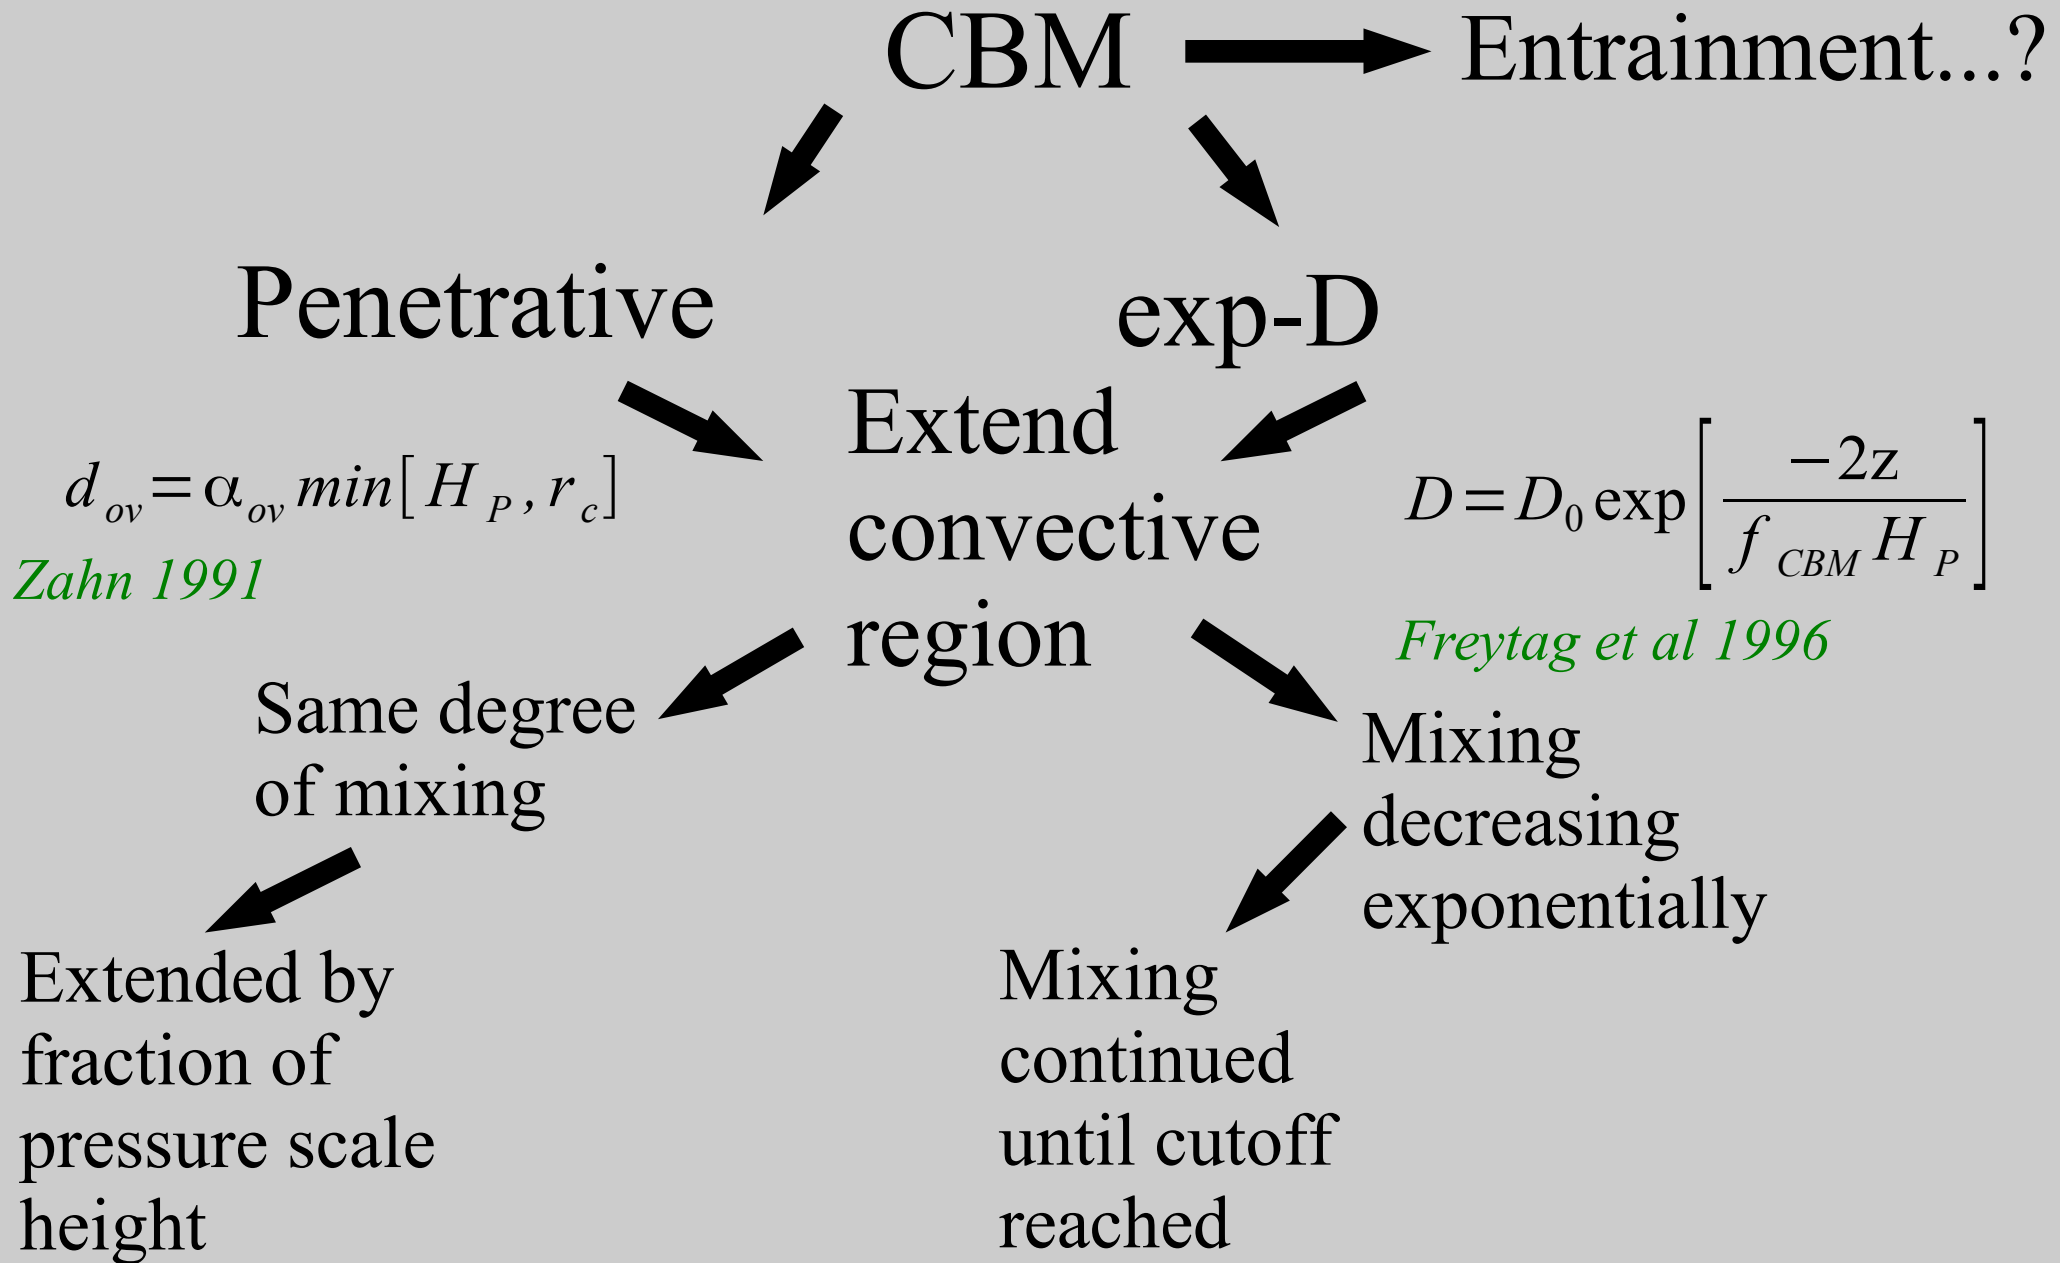 CBM
Entrainment...?
Penetrative
exp-D
Extend
convective
region
d_ov = α_ov min[H_P, r_c]
Zahn 1991
D = D_0 exp[−2z / (f_CBM H_P)]
Freytag et al 1996
Same degree
of mixing
Mixing
decreasing
exponentially
Extended by
fraction of
pressure scale
height
Mixing
continued
until cutoff
reached